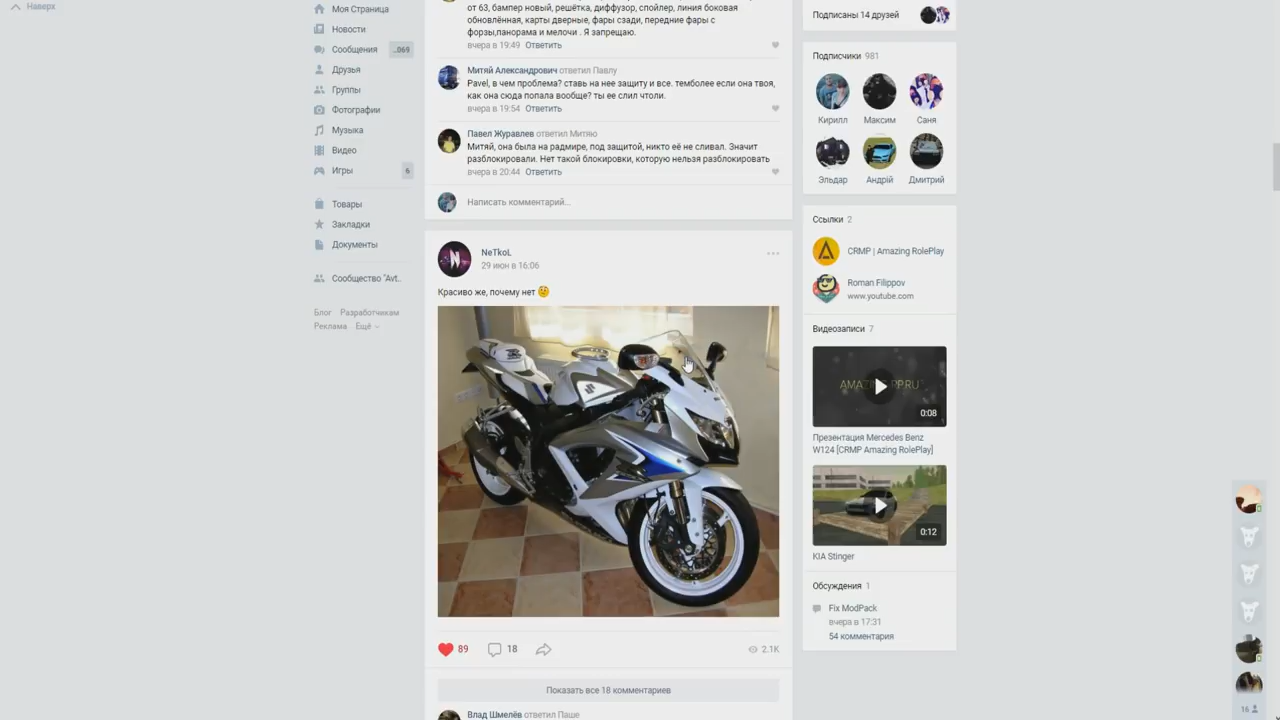 Наверх
Моя Страница
Новости
Сообщения
..069
Друзья
Группы
Фотографии
Музыка
Видео
Игры
6
Товары
Закладки
Документы
Сообщество "Avt..
Блог Разработчикам
Реклама Ещё
от 63, бампер новый, решётка, диффузор, спойлер, линия боковая
обновлённая, карты дверные, фары сзади, передние фары с
форзы,панорама и мелочи . Я запрещаю.
вчера в 19:49 Ответить
Митяй Александрович ответил Павлу
Pavel, в чем проблема? ставь на нее защиту и все. темболее если она твоя,
как она сюда попала вообще? ты ее слил чтоли.
вчера в 19:54 Ответить
Павел Журавлев ответил Митяю
Митяй, она была на радмире, под защитой, никто её не сливал. Значит
разблокировали. Нет такой блокировки, которую нельзя разблокировать
вчера в 20:44 Ответить
Написать комментарий...
NeTkoL
29 июн в 16:06
Красиво же, почему нет
89
18
2.1K
Показать все 18 комментариев
Влад Шмелёв ответил Паше
Подписаны 14 друзей
Подписчики 981
Кирилл Максим Саня
Эльдар Андрій Дмитрий
Ссылки 2
CRMP | Amazing RolePlay
Roman Filippov
www.youtube.com
Видеозаписи 7
0:08
Презентация Mercedes Benz
W124 [CRMP Amazing RolePlay]
0:12
KIA Stinger
Обсуждения 1
Fix ModPack
вчера в 17:31
54 комментария
16